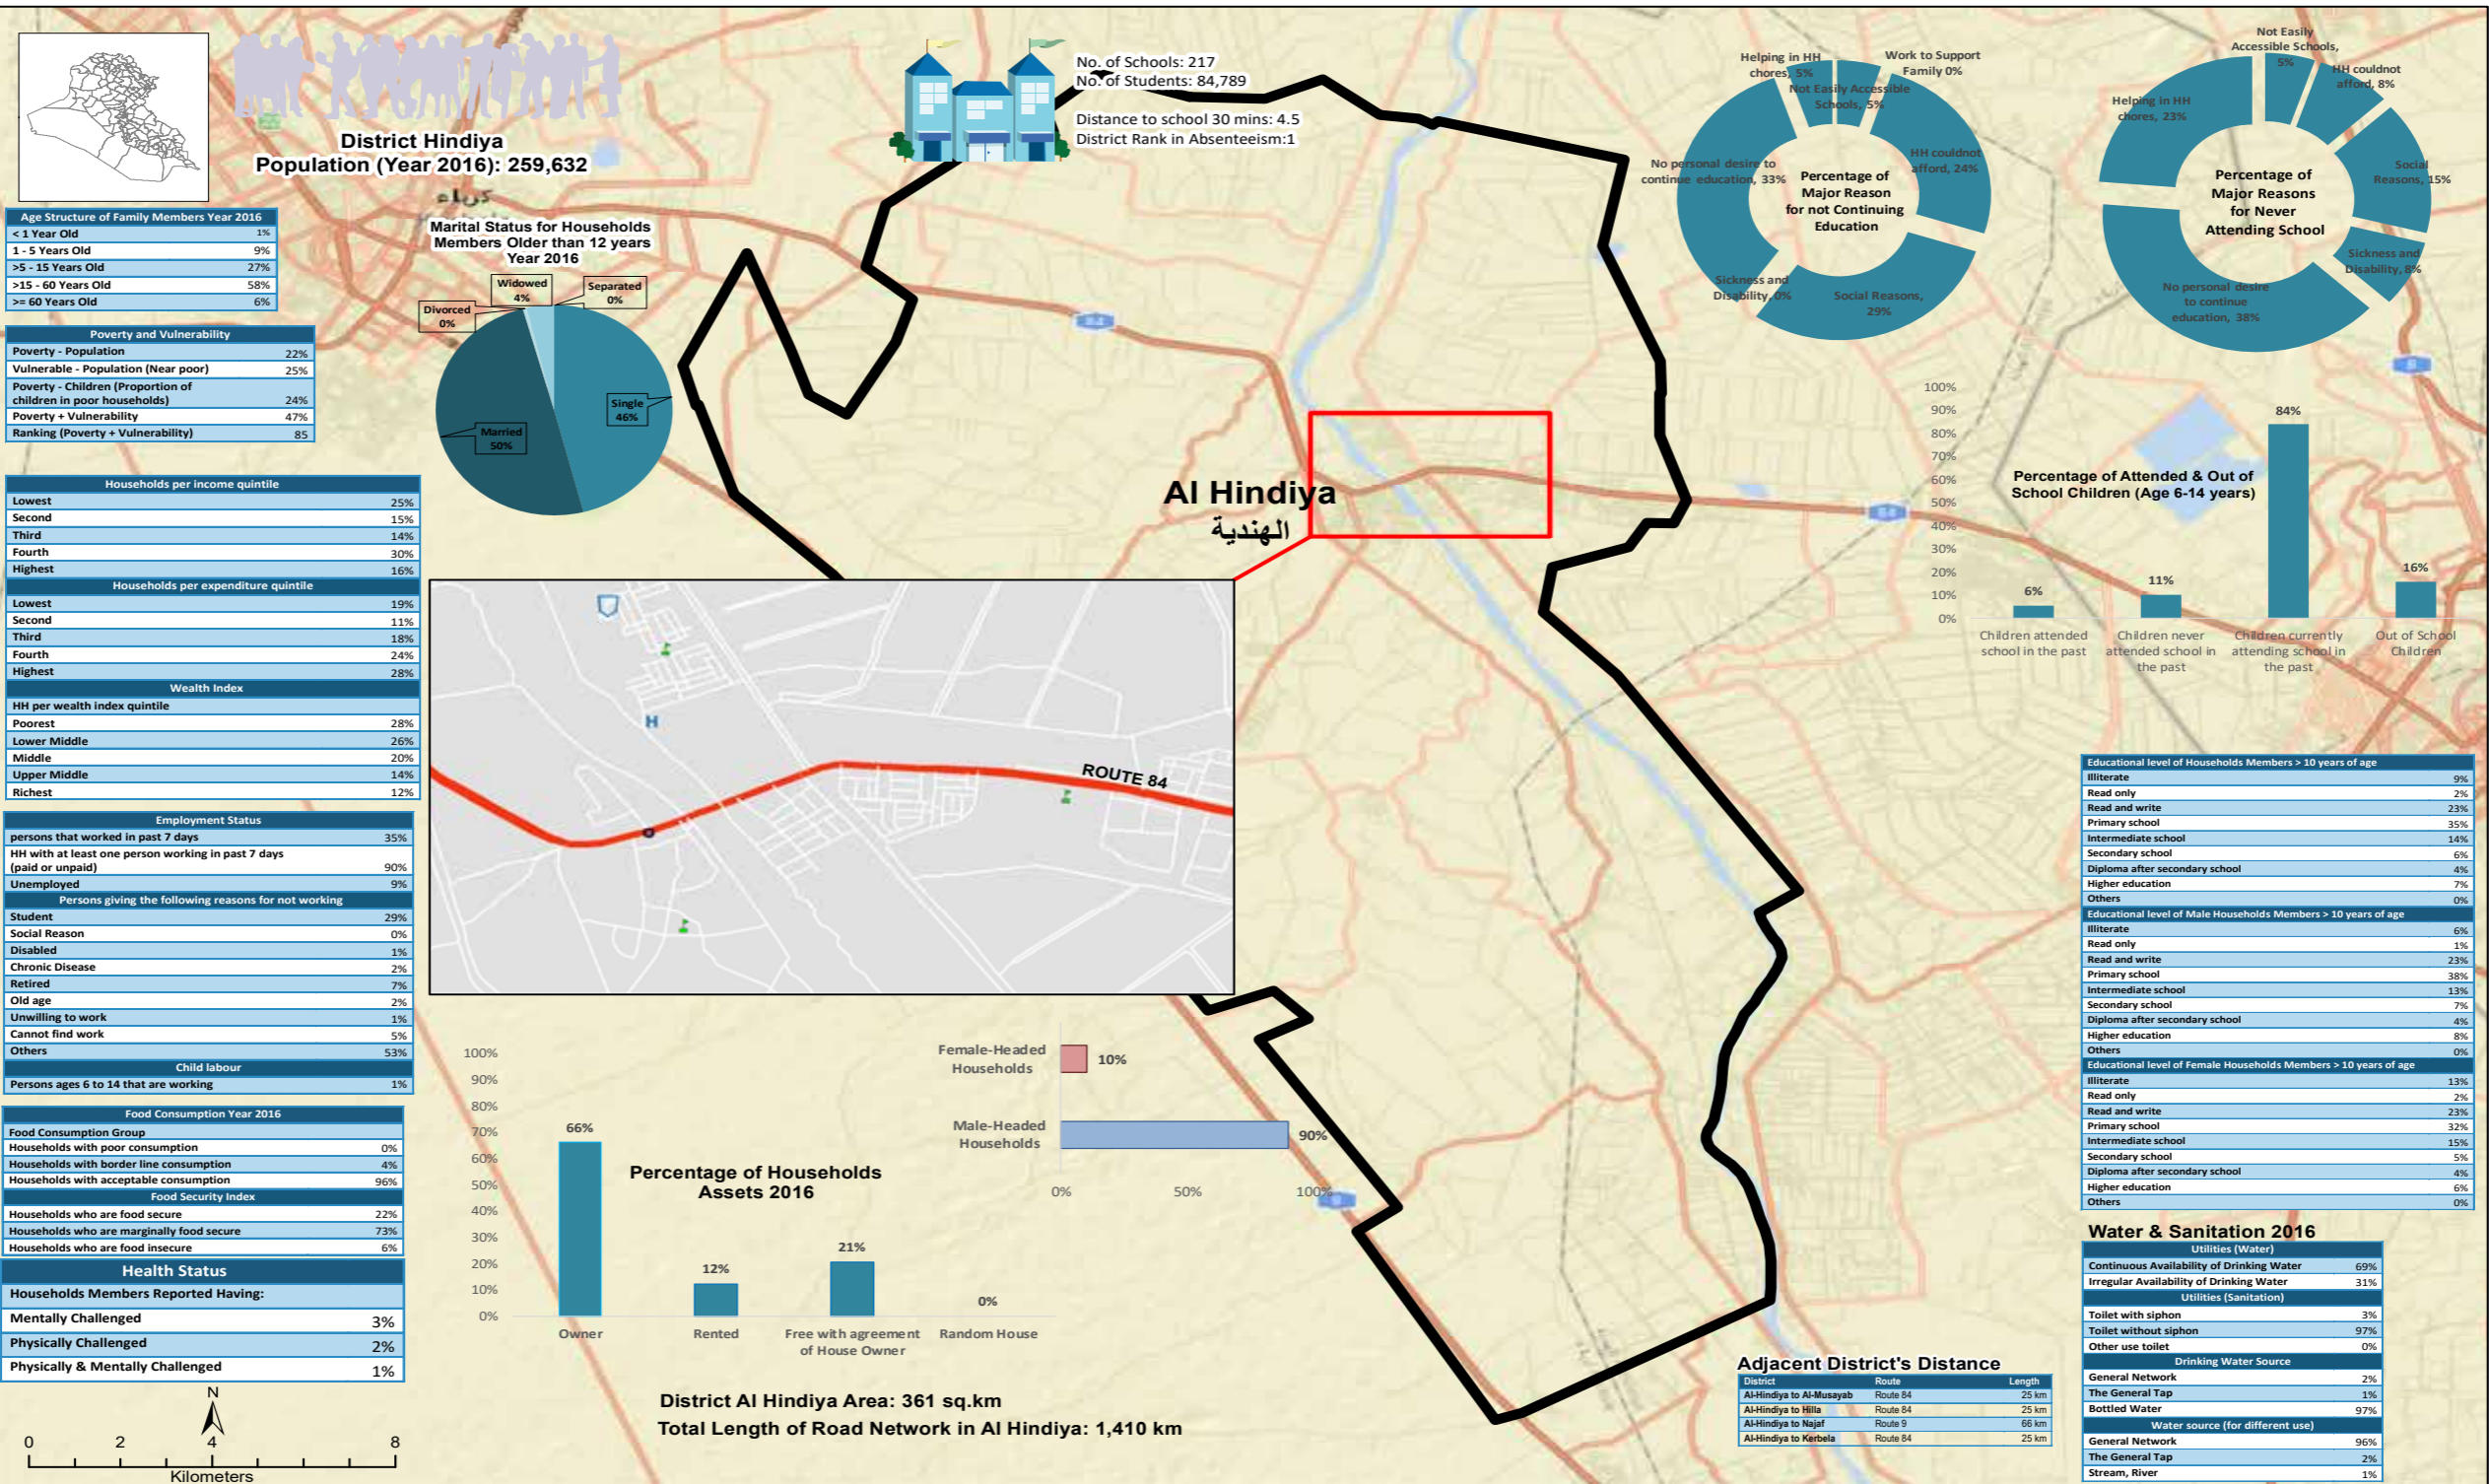 District Hindiya
Population (Year 2016): 259,632
كربلاء
No. of Schools: 217
No. of Students: 84,789
Distance to school 30 mins: 4.5
District Rank in Absenteeism:1
Age Structure of Family Members Year 2016
< 1 Year Old 1%
1 - 5 Years Old 9%
>5 - 15 Years Old 27%
>15 - 60 Years Old 58%
>= 60 Years Old 6%
Poverty and Vulnerability
Poverty - Population 22%
Vulnerable - Population (Near poor) 25%
Poverty - Children (Proportion of
children in poor households) 24%
Poverty + Vulnerability 47%
Ranking (Poverty + Vulnerability) 85
Households per income quintile
Lowest 25%
Second 15%
Third 14%
Fourth 30%
Highest 16%
Households per expenditure quintile
Lowest 19%
Second 11%
Third 18%
Fourth 24%
Highest 28%
Wealth Index
HH per wealth index quintile
Poorest 28%
Lower Middle 26%
Middle 20%
Upper Middle 14%
Richest 12%
Employment Status
persons that worked in past 7 days 35%
HH with at least one person working in past 7 days
(paid or unpaid) 90%
Unemployed 9%
Persons giving the following reasons for not working
Student 29%
Social Reason 0%
Disabled 1%
Chronic Disease 2%
Retired 7%
Old age 2%
Unwilling to work 1%
Cannot find work 5%
Others 53%
Child labour
Persons ages 6 to 14 that are working 1%
Food Consumption Year 2016
Food Consumption Group
Households with poor consumption 0%
Households with border line consumption 4%
Households with acceptable consumption 96%
Food Security Index
Households who are food secure 22%
Households who are marginally food secure 73%
Households who are food insecure 6%
Health Status
Households Members Reported Having:
Mentally Challenged 3%
Physically Challenged 2%
Physically & Mentally Challenged 1%
N
0 2 4 8
Kilometers
Marital Status for Households
Members Older than 12 years
Year 2016
Widowed
4%
Separated
0%
Divorced
0%
Single
46%
Married
50%
Al Hindiya
الهندية
H
ROUTE 84
Female-Headed
Households
10%
Male-Headed
Households
90%
0% 50% 100%
Percentage of Households
Assets 2016
100%
90%
80%
70%
60%
50%
40%
30%
20%
10%
0%
66%
12%
21%
0%
Owner
Rented
Free with agreement
of House Owner
Random House
District Al Hindiya Area: 361 sq.km
Total Length of Road Network in Al Hindiya: 1,410 km
Percentage of
Major Reason
for not Continuing
Education
Helping in HH
chores, 5%
Work to Support
Family 0%
Not Easily Accessible
Schools, 5%
HH couldnot
afford, 24%
Social Reasons,
29%
Sickness and
Disability, 0%
No personal desire to
continue education, 33%
Percentage of
Major Reasons
for Never
Attending School
Not Easily
Accessible Schools,
5%
HH couldnot
afford, 8%
Social
Reasons, 15%
Sickness and
Disability, 8%
No personal desire
to continue
education, 38%
Helping in HH
chores, 23%
Percentage of Attended & Out of
School Children (Age 6-14 years)
100%
90%
80%
70%
60%
50%
40%
30%
20%
10%
0%
6%
11%
84%
16%
Children attended
school in the past
Children never
attended school in
the past
Children currently
attending school in
the past
Out of School
Children
Educational level of Households Members > 10 years of age
Illiterate 9%
Read only 2%
Read and write 23%
Primary school 35%
Intermediate school 14%
Secondary school 6%
Diploma after secondary school 4%
Higher education 7%
Others 0%
Educational level of Male Households Members > 10 years of age
Illiterate 6%
Read only 1%
Read and write 23%
Primary school 38%
Intermediate school 13%
Secondary school 7%
Diploma after secondary school 4%
Higher education 8%
Others 0%
Educational level of Female Households Members > 10 years of age
Illiterate 13%
Read only 2%
Read and write 23%
Primary school 32%
Intermediate school 15%
Secondary school 5%
Diploma after secondary school 4%
Higher education 6%
Others 0%
Water & Sanitation 2016
Utilities (Water)
Continuous Availability of Drinking Water 69%
Irregular Availability of Drinking Water 31%
Utilities (Sanitation)
Toilet with siphon 3%
Toilet without siphon 97%
Other use toilet 0%
Drinking Water Source
General Network 2%
The General Tap 1%
Bottled Water 97%
Water source (for different use)
General Network 96%
The General Tap 2%
Stream, River 1%
Adjacent District's Distance
District Route Length
Al-Hindiya to Al-Musayab Route 84 25 km
Al-Hindiya to Hilla Route 84 25 km
Al-Hindiya to Najaf Route 9 66 km
Al-Hindiya to Kerbela Route 84 25 km